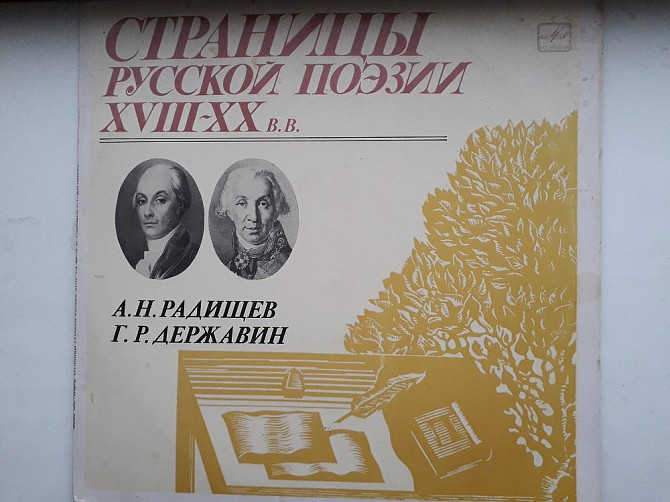 СТРАНИЦЫ
РУССКОЙ ПОЭЗИИ
XVIII-XX В.В.
А.Н.РАДИЩЕВ
Г.Р.ДЕРЖАВИН